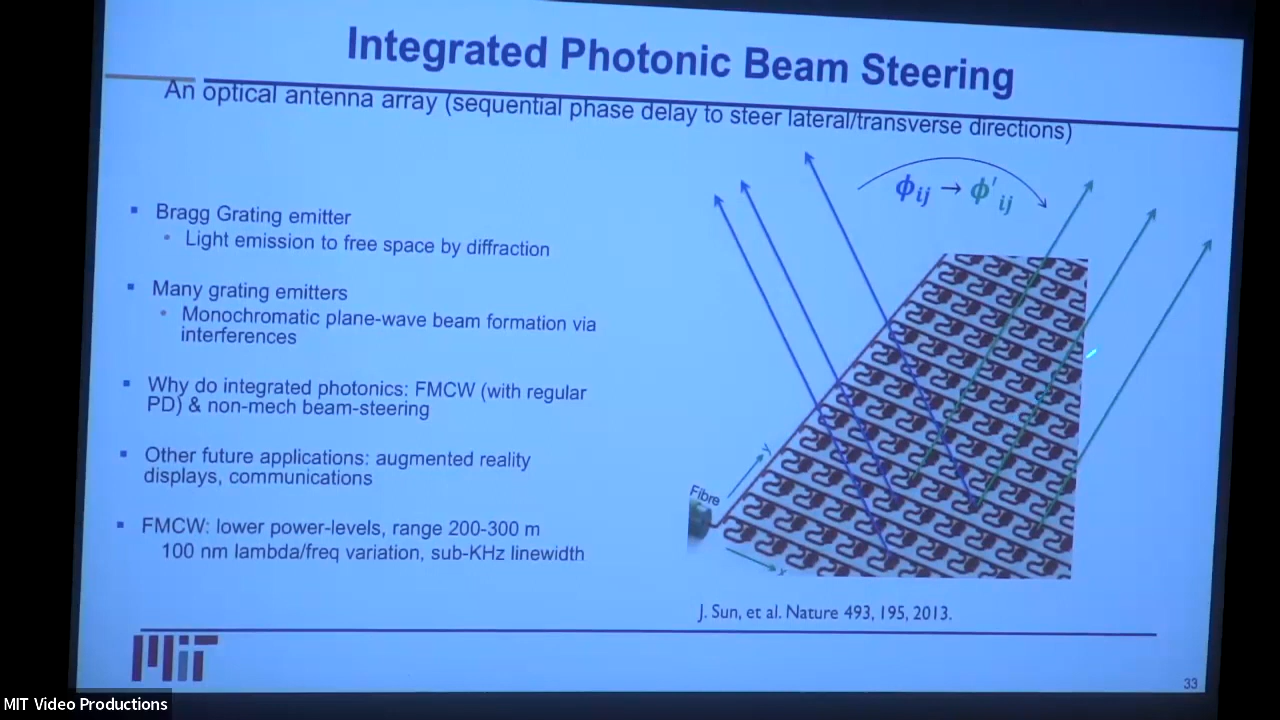 Integrated Photonic Beam Steering
An optical antenna array (sequential phase delay to steer lateral/transverse directions)
▪ Bragg Grating emitter
• Light emission to free space by diffraction
▪ Many grating emitters
• Monochromatic plane-wave beam formation via
interferences
▪ Why do integrated photonics: FMCW (with regular
PD) & non-mech beam-steering
▪ Other future applications: augmented reality
displays, communications
▪ FMCW: lower power-levels, range 200-300 m
100 nm lambda/freq variation, sub-KHz linewidth
ϕij → ϕ'ij
Fibre
y
x
J. Sun, et al. Nature 493, 195, 2013.
MIT
33
MIT Video Productions